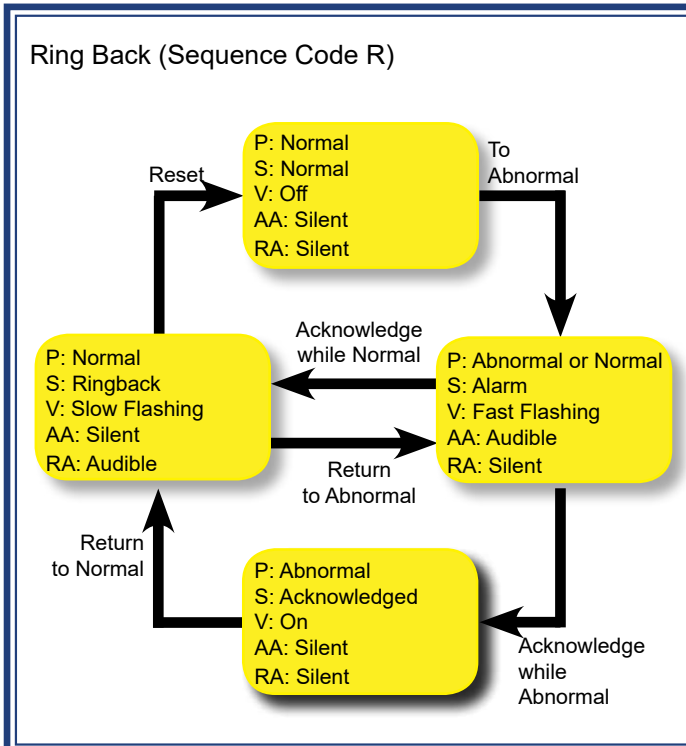 Ring Back (Sequence Code R)
P: Normal
S: Normal
V: Off
AA: Silent
RA: Silent
Reset
To
Abnormal
Acknowledge
while Normal
P: Normal
S: Ringback
V: Slow Flashing
AA: Silent
RA: Audible
P: Abnormal or Normal
S: Alarm
V: Fast Flashing
AA: Audible
RA: Silent
Return
to Abnormal
Return
to Normal
P: Abnormal
S: Acknowledged
V: On
AA: Silent
RA: Silent
Acknowledge
while
Abnormal